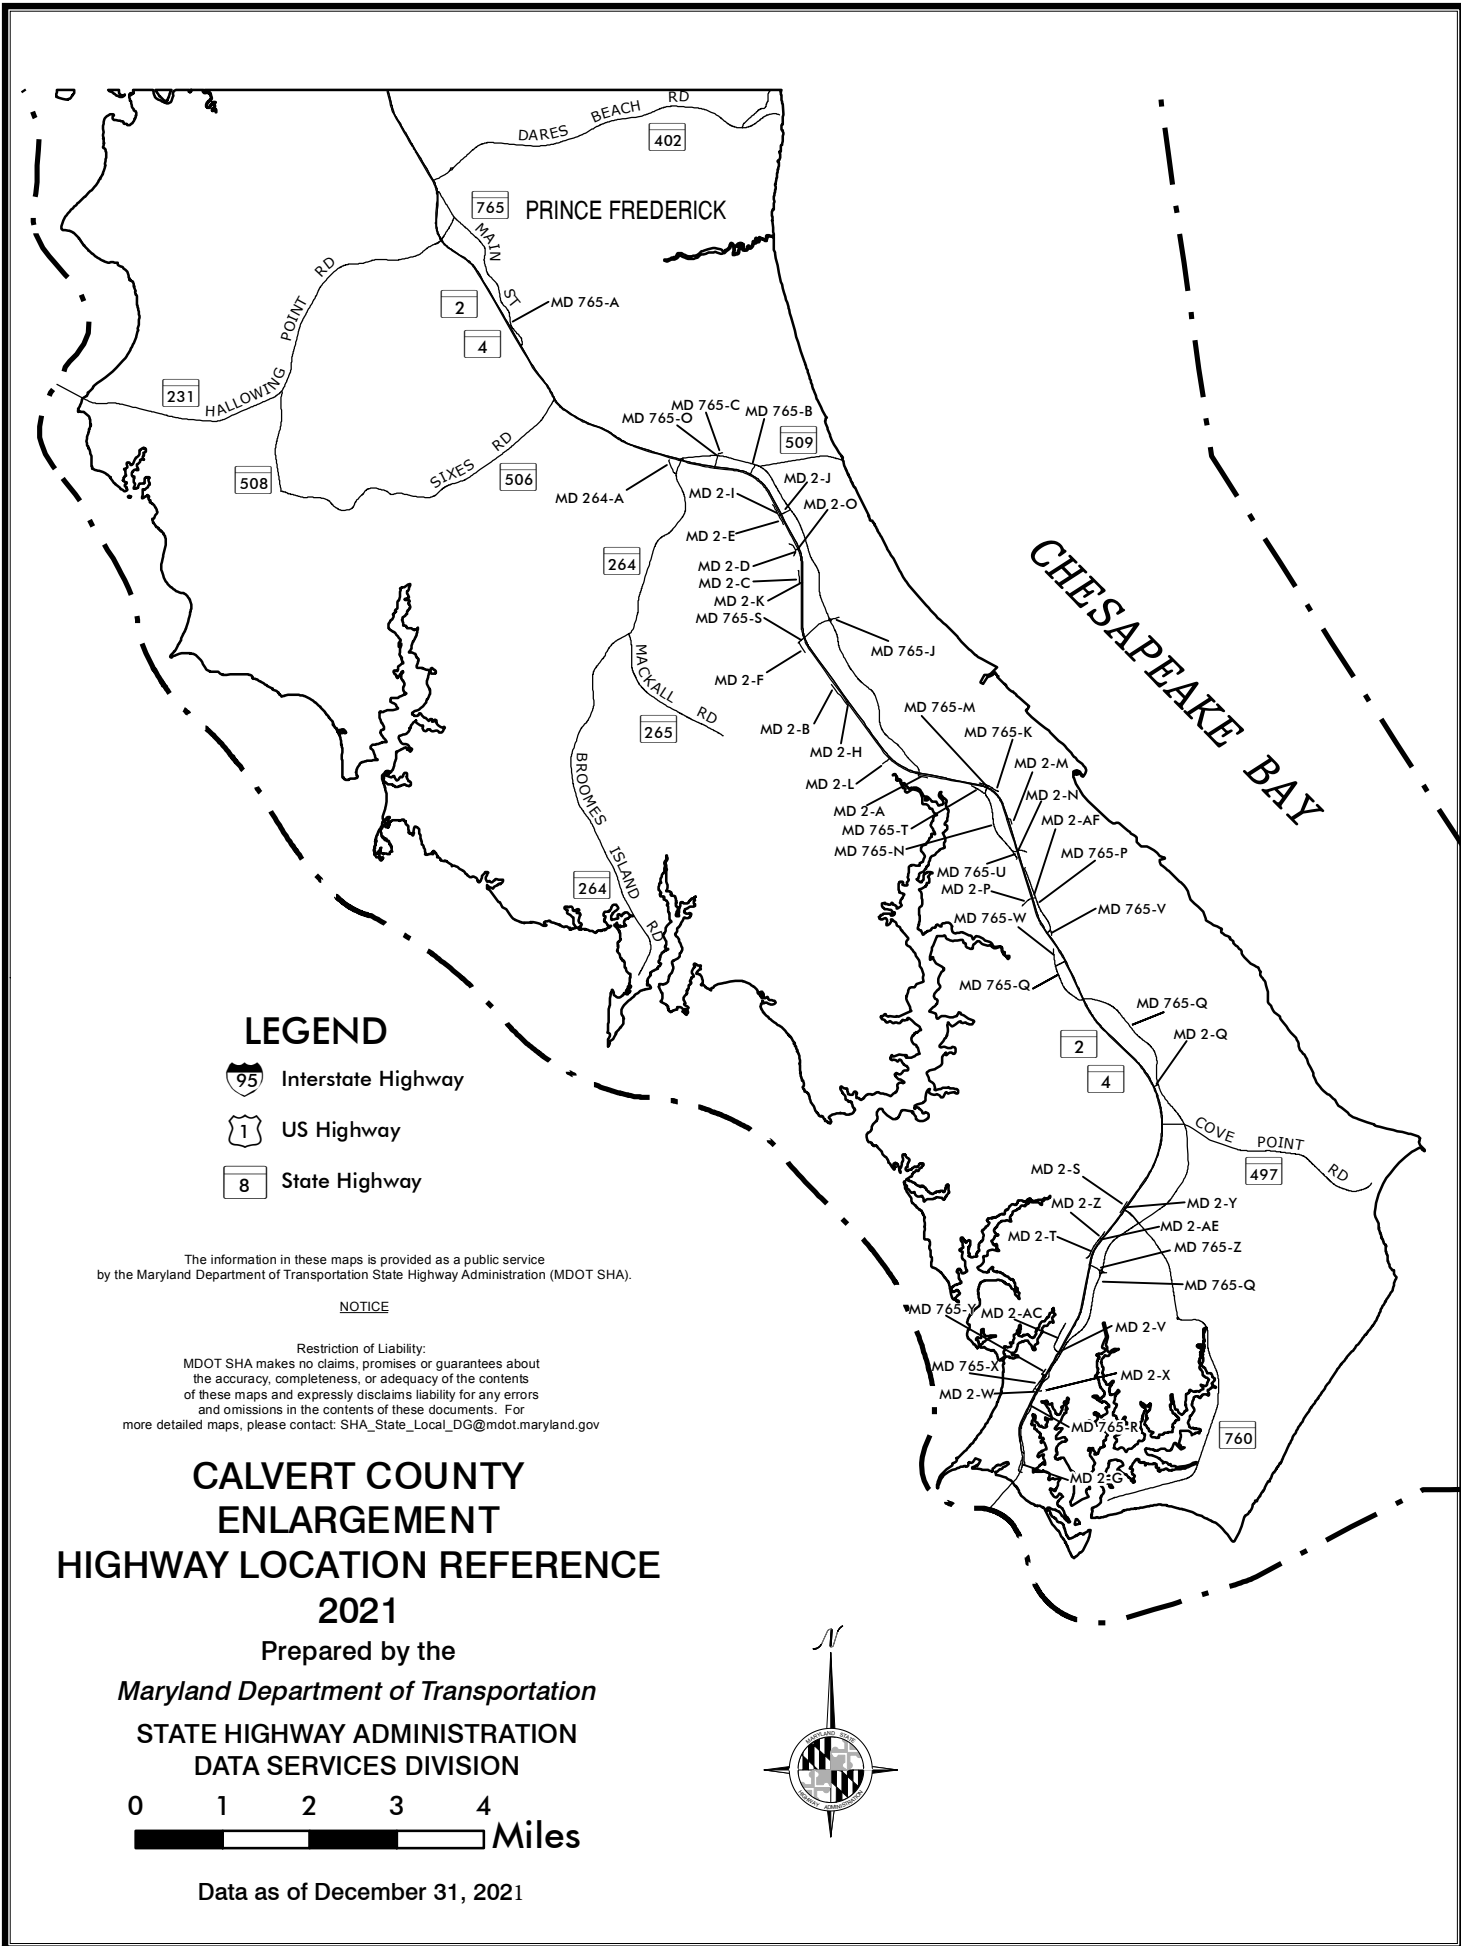 DARES BEACH RD
402
765
PRINCE FREDERICK
MAIN ST
HALLOWING POINT RD
2
MD 765-A
4
231
MD 765-C
MD 765-O
MD 765-B
509
SIXES RD
508
506
MD 264-A
MD 2-I
MD 2-J
MD 2-O
MD 2-E
264
MD 2-D
MD 2-C
MD 2-K
MD 765-S
MD 765-J
MACKALL RD
MD 2-F
265
MD 765-M
MD 2-B
MD 765-K
MD 2-H
MD 2-M
MD 2-L
MD 2-N
MD 2-A
MD 2-AF
MD 765-T
MD 765-N
MD 765-P
BROOMES ISLAND RD
264
MD 765-U
MD 2-P
MD 765-V
MD 765-W
MD 765-Q
MD 765-Q
MD 2-Q
CHESAPEAKE BAY
2
4
COVE POINT RD
497
MD 2-S
MD 2-Z
MD 2-Y
MD 2-T
MD 2-AE
MD 765-Z
MD 765-Q
MD 765-Y
MD 2-AC
MD 2-V
MD 765-X
MD 2-X
MD 2-W
MD 765-R
760
MD 2-G
LEGEND
95 Interstate Highway
1 US Highway
8 State Highway
The information in these maps is provided as a public service
by the Maryland Department of Transportation State Highway Administration (MDOT SHA).
NOTICE
Restriction of Liability:
MDOT SHA makes no claims, promises or guarantees about
the accuracy, completeness, or adequacy of the contents
of these maps and expressly disclaims liability for any errors
and omissions in the contents of these documents. For
more detailed maps, please contact: SHA_State_Local_DG@mdot.maryland.gov
CALVERT COUNTY
ENLARGEMENT
HIGHWAY LOCATION REFERENCE
2021
Prepared by the
Maryland Department of Transportation
STATE HIGHWAY ADMINISTRATION
DATA SERVICES DIVISION
0 1 2 3 4
Miles
Data as of December 31, 2021
N
MARYLAND STATE
HIGHWAY ADMINISTRATION